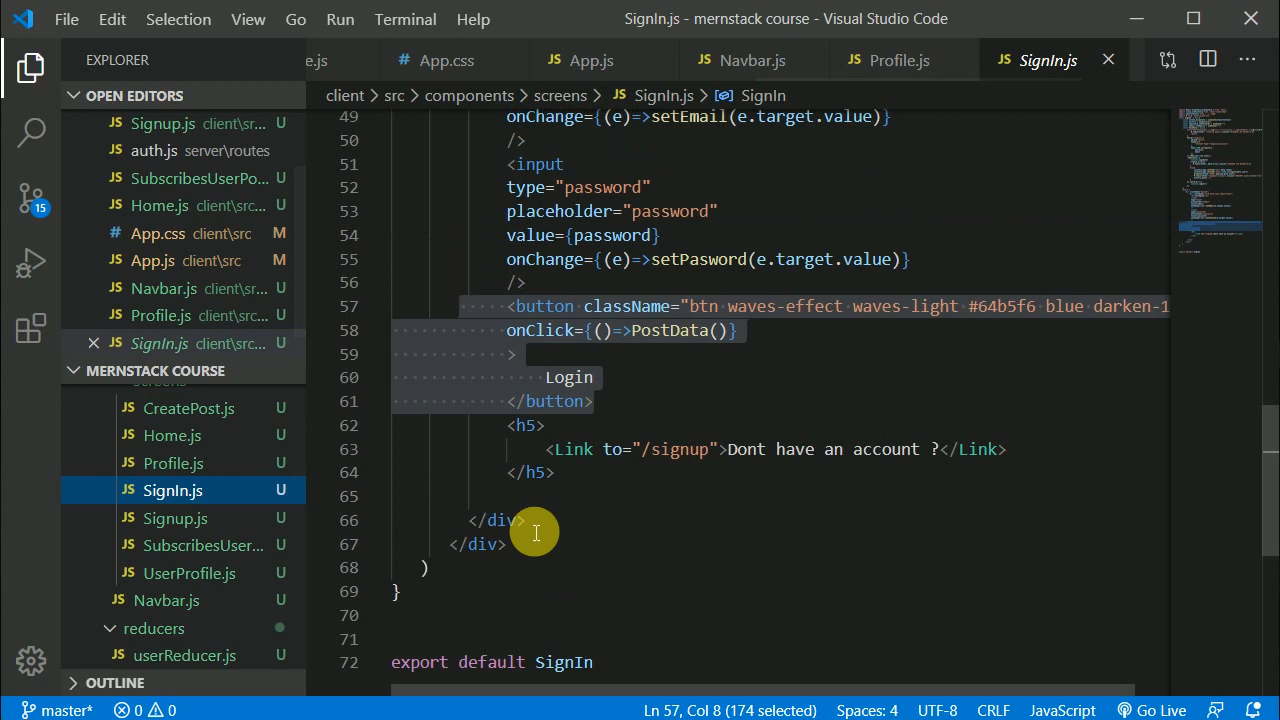 File Edit Selection View Go Run Terminal Help SignIn.js - mernstack course - Visual Studio Code
EXPLORER
e.js App.css App.js Navbar.js Profile.js SignIn.js
OPEN EDITORS
Signup.js client\src... U
auth.js server\routes
SubscribesUserPo... U
Home.js client\src U
App.css client\src M
App.js client\src M
Navbar.js client\src... U
Profile.js client\src... U
SignIn.js client\src... U
MERNSTACK COURSE
screens
CreatePost.js U
Home.js U
Profile.js U
SignIn.js U
Signup.js U
SubscribesUser... U
UserProfile.js U
Navbar.js U
reducers
userReducer.js U
OUTLINE
15
client > src > components > screens > SignIn.js > SignIn
49 onChange={(e)=>setEmail(e.target.value)}
50 />
51 <input
52 type="password"
53 placeholder="password"
54 value={password}
55 onChange={(e)=>setPasword(e.target.value)}
56 />
57 <button className="btn waves-effect waves-light #64b5f6 blue darken-1
58 onClick={()=>PostData()}
59 >
60 Login
61 </button>
62 <h5>
63 <Link to="/signup">Dont have an account ?</Link>
64 </h5>
65
66 </div>
67 </div>
68 )
69 }
70
71
72 export default SignIn
master* 0 0 Ln 57, Col 8 (174 selected) Spaces: 4 UTF-8 CRLF JavaScript Go Live